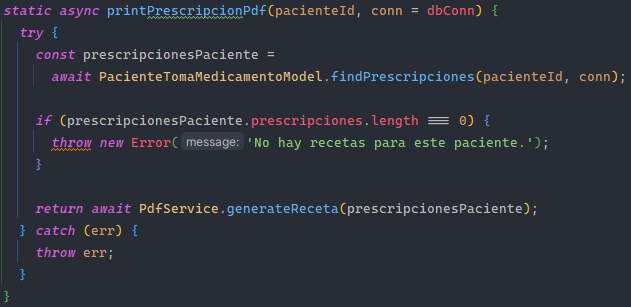 static async printPrescripcionPdf(pacienteId, conn = dbConn) {
  try {
    const prescripcionesPaciente =
      await PacienteTomaMedicamentoModel.findPrescripciones(pacienteId, conn);

    if (prescripcionesPaciente.prescripciones.length === 0) {
      throw new Error( message: 'No hay recetas para este paciente.');
    }

    return await PdfService.generateReceta(prescripcionesPaciente);
  } catch (err) {
    throw err;
  }
}